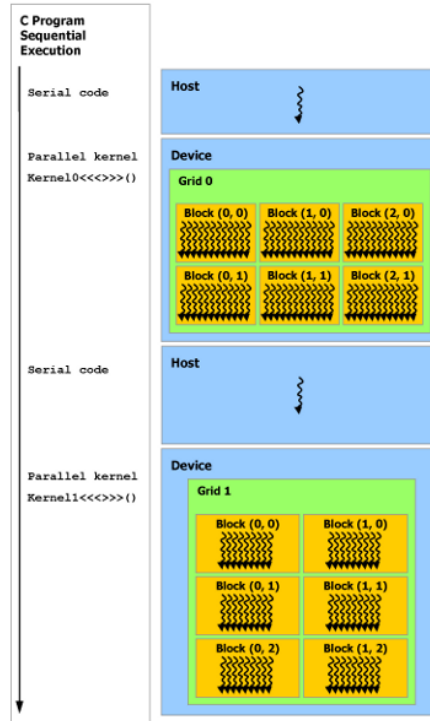 C Program
Sequential
Execution
Serial code
Host
Parallel kernel
Kernel0<<<>>>()
Device
Grid 0
Block (0, 0) Block (1, 0) Block (2, 0)
Block (0, 1) Block (1, 1) Block (2, 1)
Serial code
Host
Parallel kernel
Kernel1<<<>>>()
Device
Grid 1
Block (0, 0) Block (1, 0)
Block (0, 1) Block (1, 1)
Block (0, 2) Block (1, 2)